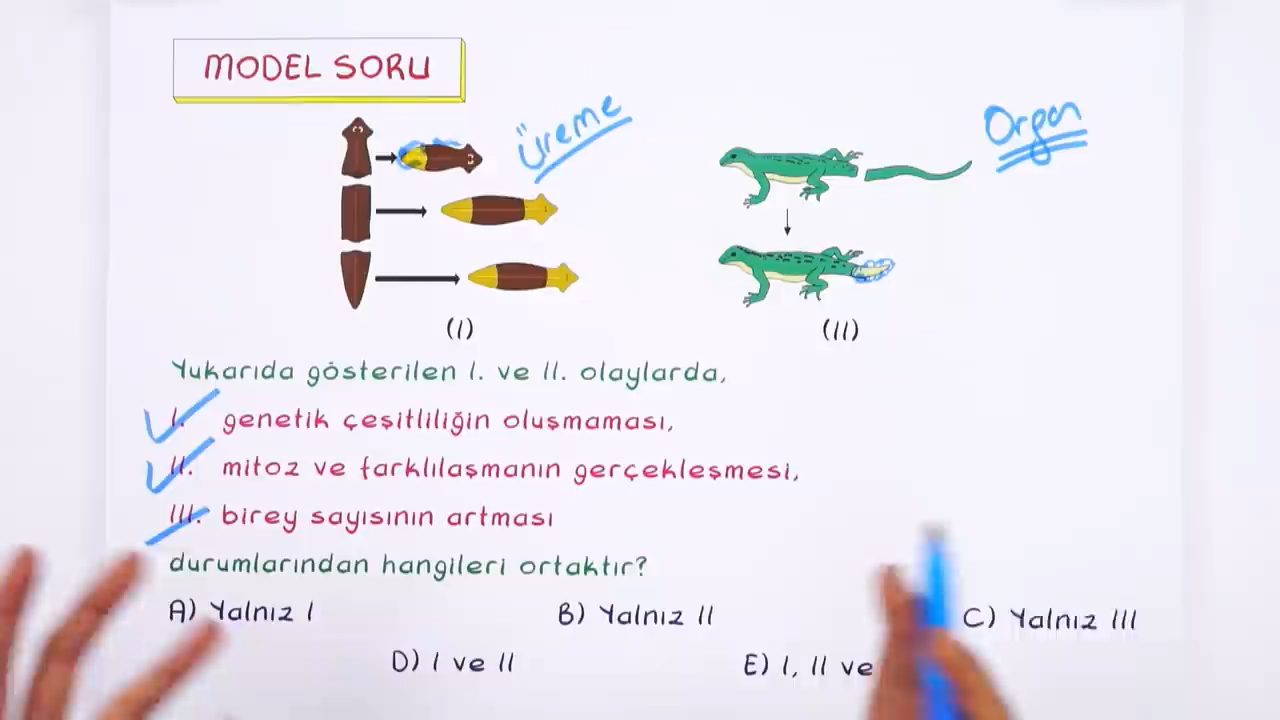 MODEL SORU
Üreme
Organ
(I)
(II)
Yukarıda gösterilen I. ve II. olaylarda,
I. genetik çeşitliliğin oluşmaması,
II. mitoz ve farklılaşmanın gerçekleşmesi,
III. birey sayısının artması
durumlarından hangileri ortaktır?
A) Yalnız I
B) Yalnız II
C) Yalnız III
D) I ve II
E) I, II ve